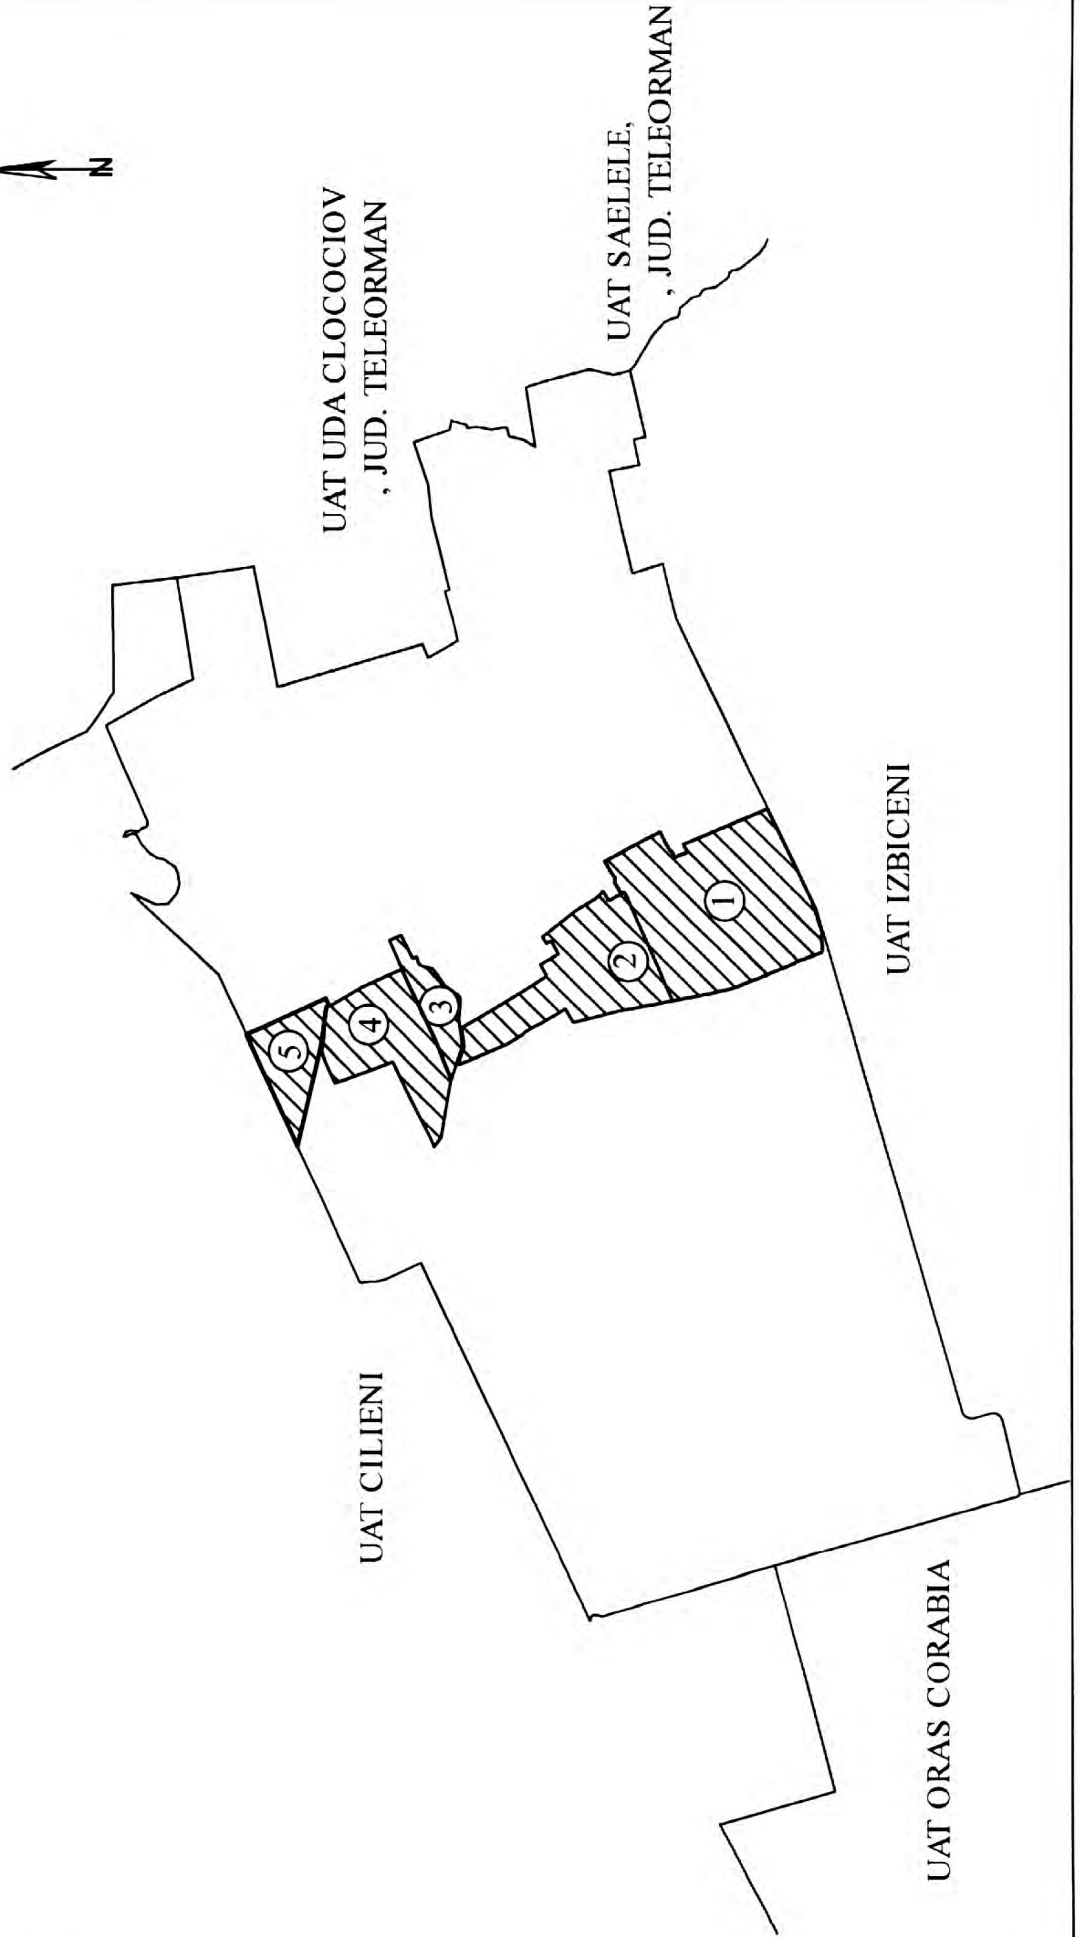 N
UAT UDA CLOCOCIOV
, JUD. TELEORMAN
UAT SAELELE,
, JUD. TELEORMAN
UAT CILIENI
5
4
3
2
1
UAT IZBICENI
UAT ORAS CORABIA